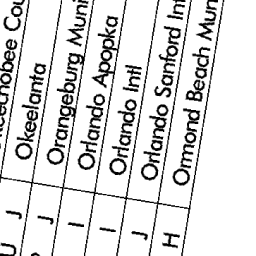 U J Okeelanta
J Orangeburg Muni
I Orlando Apopka
I Orlando Intl
J Orlando Sanford Int
H Ormond Beach Mun